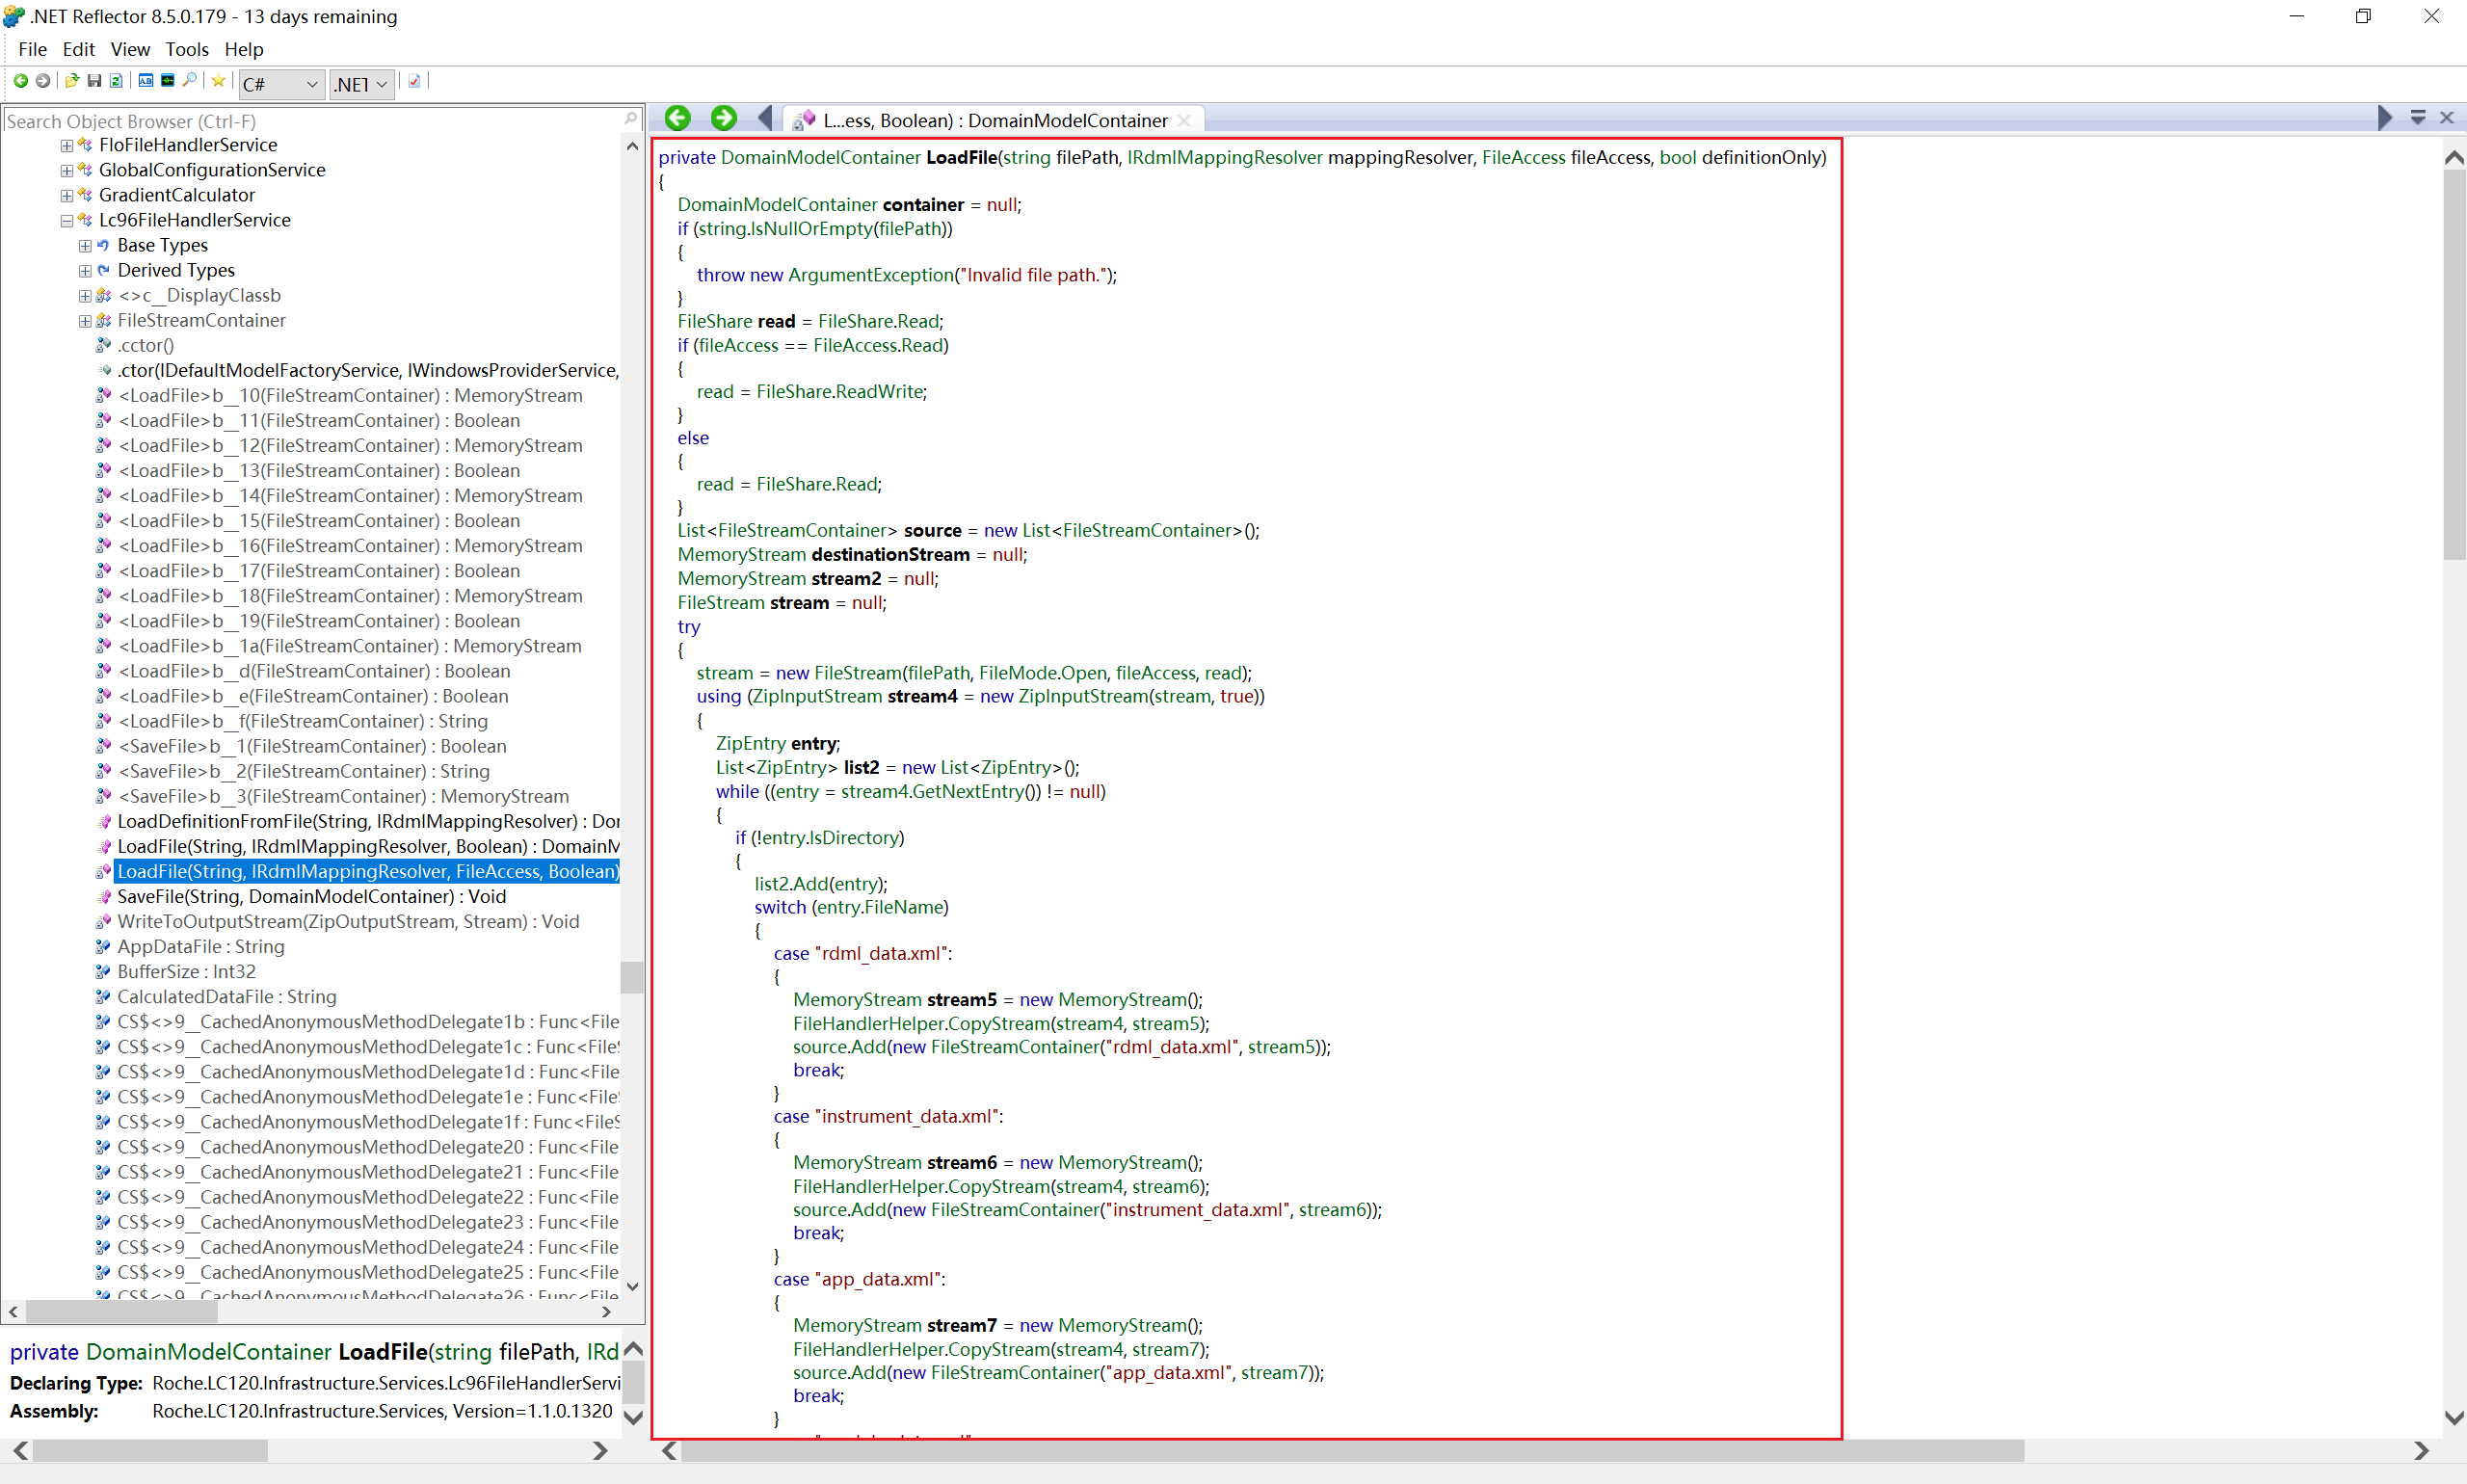 .NET Reflector 8.5.0.179 - 13 days remaining
File Edit View Tools Help
C# .NET
Search Object Browser (Ctrl-F)
FloFileHandlerService
GlobalConfigurationService
GradientCalculator
Lc96FileHandlerService
Base Types
Derived Types
<>c__DisplayClassb
FileStreamContainer
.cctor()
.ctor(IDefaultModelFactoryService, IWindowsProviderService,
<LoadFile>b__10(FileStreamContainer) : MemoryStream
<LoadFile>b__11(FileStreamContainer) : Boolean
<LoadFile>b__12(FileStreamContainer) : MemoryStream
<LoadFile>b__13(FileStreamContainer) : Boolean
<LoadFile>b__14(FileStreamContainer) : MemoryStream
<LoadFile>b__15(FileStreamContainer) : Boolean
<LoadFile>b__16(FileStreamContainer) : MemoryStream
<LoadFile>b__17(FileStreamContainer) : Boolean
<LoadFile>b__18(FileStreamContainer) : MemoryStream
<LoadFile>b__19(FileStreamContainer) : Boolean
<LoadFile>b__1a(FileStreamContainer) : MemoryStream
<LoadFile>b__d(FileStreamContainer) : Boolean
<LoadFile>b__e(FileStreamContainer) : Boolean
<LoadFile>b__f(FileStreamContainer) : String
<SaveFile>b__1(FileStreamContainer) : Boolean
<SaveFile>b__2(FileStreamContainer) : String
<SaveFile>b__3(FileStreamContainer) : MemoryStream
LoadDefinitionFromFile(String, IRdmlMappingResolver) : Dor
LoadFile(String, IRdmlMappingResolver, Boolean) : DomainM
LoadFile(String, IRdmlMappingResolver, FileAccess, Boolean)
SaveFile(String, DomainModelContainer) : Void
WriteToOutputStream(ZipOutputStream, Stream) : Void
AppDataFile : String
BufferSize : Int32
CalculatedDataFile : String
CS$<>9__CachedAnonymousMethodDelegate1b : Func<File
CS$<>9__CachedAnonymousMethodDelegate1c : Func<FileS
CS$<>9__CachedAnonymousMethodDelegate1d : Func<File
CS$<>9__CachedAnonymousMethodDelegate1e : Func<FileS
CS$<>9__CachedAnonymousMethodDelegate1f : Func<FileS
CS$<>9__CachedAnonymousMethodDelegate20 : Func<File
CS$<>9__CachedAnonymousMethodDelegate21 : Func<File
CS$<>9__CachedAnonymousMethodDelegate22 : Func<File
CS$<>9__CachedAnonymousMethodDelegate23 : Func<File
CS$<>9__CachedAnonymousMethodDelegate24 : Func<File
CS$<>9__CachedAnonymousMethodDelegate25 : Func<File
CS$<>9__CachedAnonymousMethodDelegate26 : Func<File
private DomainModelContainer LoadFile(string filePath, IRd
Declaring Type: Roche.LC120.Infrastructure.Services.Lc96FileHandlerServi
Assembly: Roche.LC120.Infrastructure.Services, Version=1.1.0.1320
L...ess, Boolean) : DomainModelContainer
private DomainModelContainer LoadFile(string filePath, IRdmlMappingResolver mappingResolver, FileAccess fileAccess, bool definitionOnly)
{
DomainModelContainer container = null;
if (string.IsNullOrEmpty(filePath))
{
throw new ArgumentException("Invalid file path.");
}
FileShare read = FileShare.Read;
if (fileAccess == FileAccess.Read)
{
read = FileShare.ReadWrite;
}
else
{
read = FileShare.Read;
}
List<FileStreamContainer> source = new List<FileStreamContainer>();
MemoryStream destinationStream = null;
MemoryStream stream2 = null;
FileStream stream = null;
try
{
stream = new FileStream(filePath, FileMode.Open, fileAccess, read);
using (ZipInputStream stream4 = new ZipInputStream(stream, true))
{
ZipEntry entry;
List<ZipEntry> list2 = new List<ZipEntry>();
while ((entry = stream4.GetNextEntry()) != null)
{
if (!entry.IsDirectory)
{
list2.Add(entry);
switch (entry.FileName)
{
case "rdml_data.xml":
{
MemoryStream stream5 = new MemoryStream();
FileHandlerHelper.CopyStream(stream4, stream5);
source.Add(new FileStreamContainer("rdml_data.xml", stream5));
break;
}
case "instrument_data.xml":
{
MemoryStream stream6 = new MemoryStream();
FileHandlerHelper.CopyStream(stream4, stream6);
source.Add(new FileStreamContainer("instrument_data.xml", stream6));
break;
}
case "app_data.xml":
{
MemoryStream stream7 = new MemoryStream();
FileHandlerHelper.CopyStream(stream4, stream7);
source.Add(new FileStreamContainer("app_data.xml", stream7));
break;
}